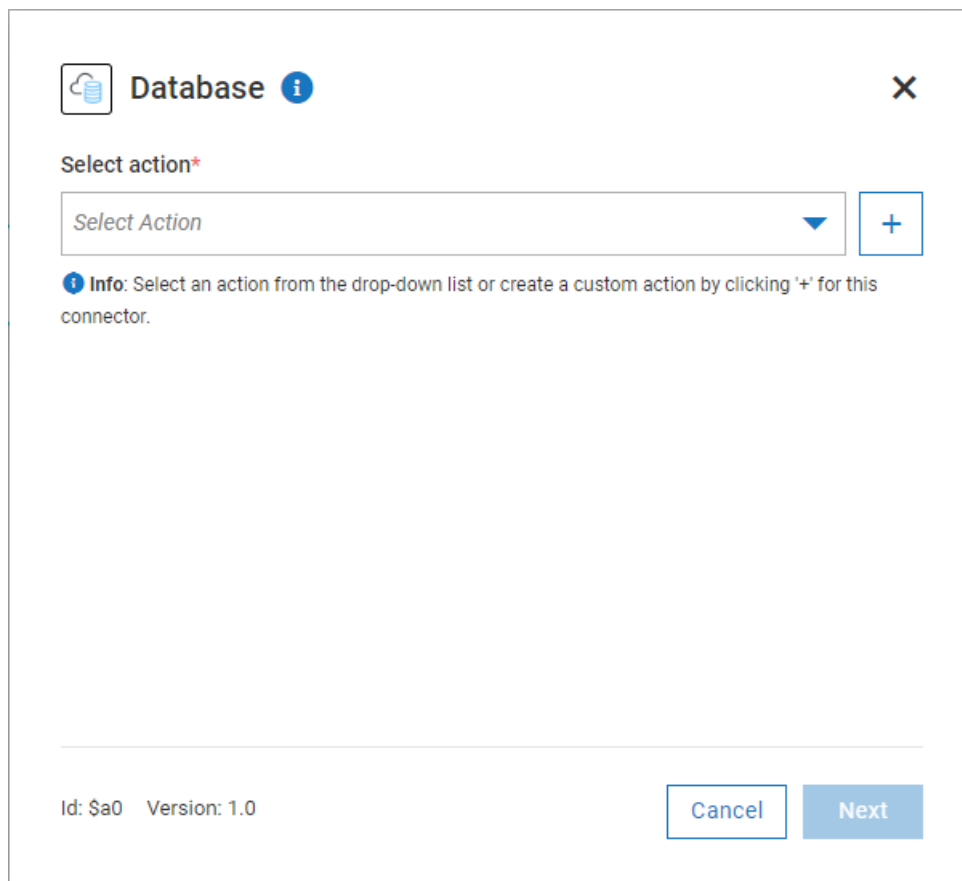 Database
Select action*
Select Action
+
Info: Select an action from the drop-down list or create a custom action by clicking '+' for this
connector.
Id: $a0 Version: 1.0
Cancel Next